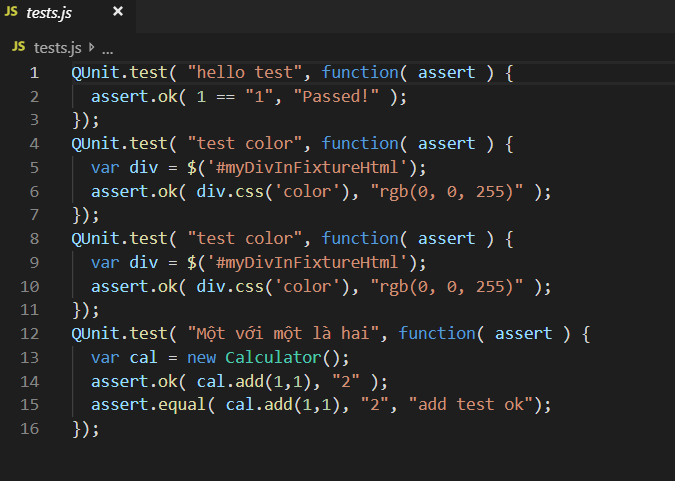 JS tests.js ×
JS tests.js > ...
1 QUnit.test( "hello test", function( assert ) {
2   assert.ok( 1 == "1", "Passed!" );
3 });
4 QUnit.test( "test color", function( assert ) {
5   var div = $('#myDivInFixtureHtml');
6   assert.ok( div.css('color'), "rgb(0, 0, 255)" );
7 });
8 QUnit.test( "test color", function( assert ) {
9   var div = $('#myDivInFixtureHtml');
10   assert.ok( div.css('color'), "rgb(0, 0, 255)" );
11 });
12 QUnit.test( "Một với một là hai", function( assert ) {
13   var cal = new Calculator();
14   assert.ok( cal.add(1,1), "2" );
15   assert.equal( cal.add(1,1), "2", "add test ok");
16 });